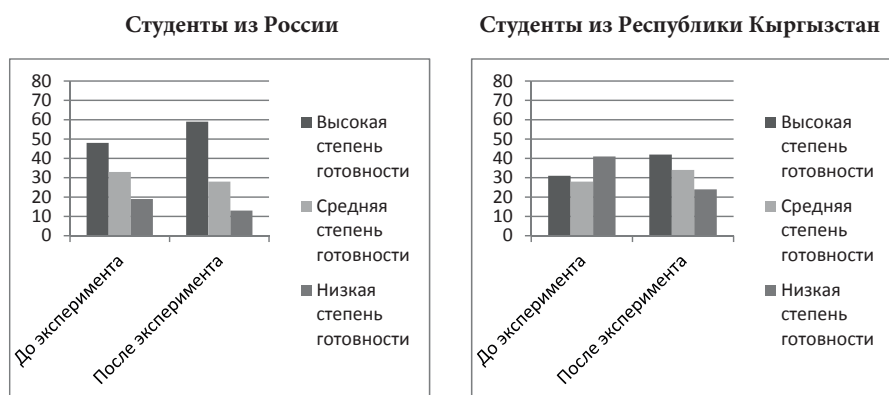 Студенты из России
80
70
60
50
40
30
20
10
0
До эксперимента
После эксперимента
Высокая
степень
готовности
Средняя
степень
готовности
Низкая
степень
готовности
Студенты из Республики Кыргызстан
80
70
60
50
40
30
20
10
0
До эксперимента
После эксперимента
Высокая
степень
готовности
Средняя
степень
готовности
Низкая
степень
готовности